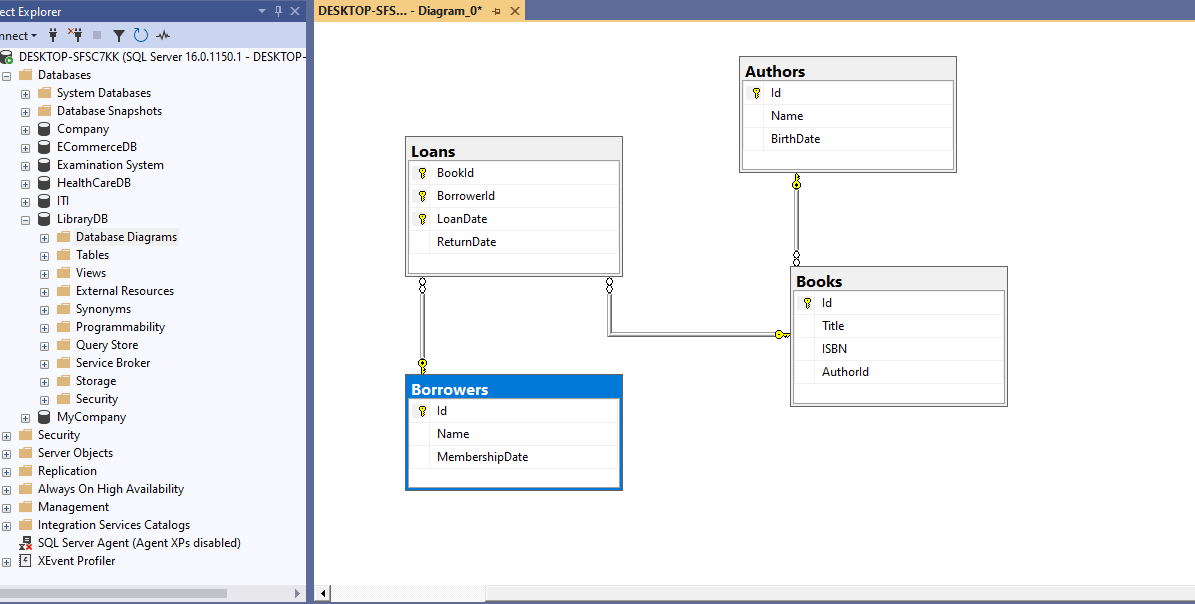 ect Explorer
nnect
DESKTOP-SFSC7KK (SQL Server 16.0.1150.1 - DESKTOP-
Databases
System Databases
Database Snapshots
Company
ECommerceDB
Examination System
HealthCareDB
ITI
LibraryDB
Database Diagrams
Tables
Views
External Resources
Synonyms
Programmability
Query Store
Service Broker
Storage
Security
MyCompany
Security
Server Objects
Replication
Always On High Availability
Management
Integration Services Catalogs
SQL Server Agent (Agent XPs disabled)
XEvent Profiler
DESKTOP-SFS... - Diagram_0*
Authors
Id
Name
BirthDate
Loans
BookId
BorrowerId
LoanDate
ReturnDate
Books
Id
Title
ISBN
AuthorId
Borrowers
Id
Name
MembershipDate